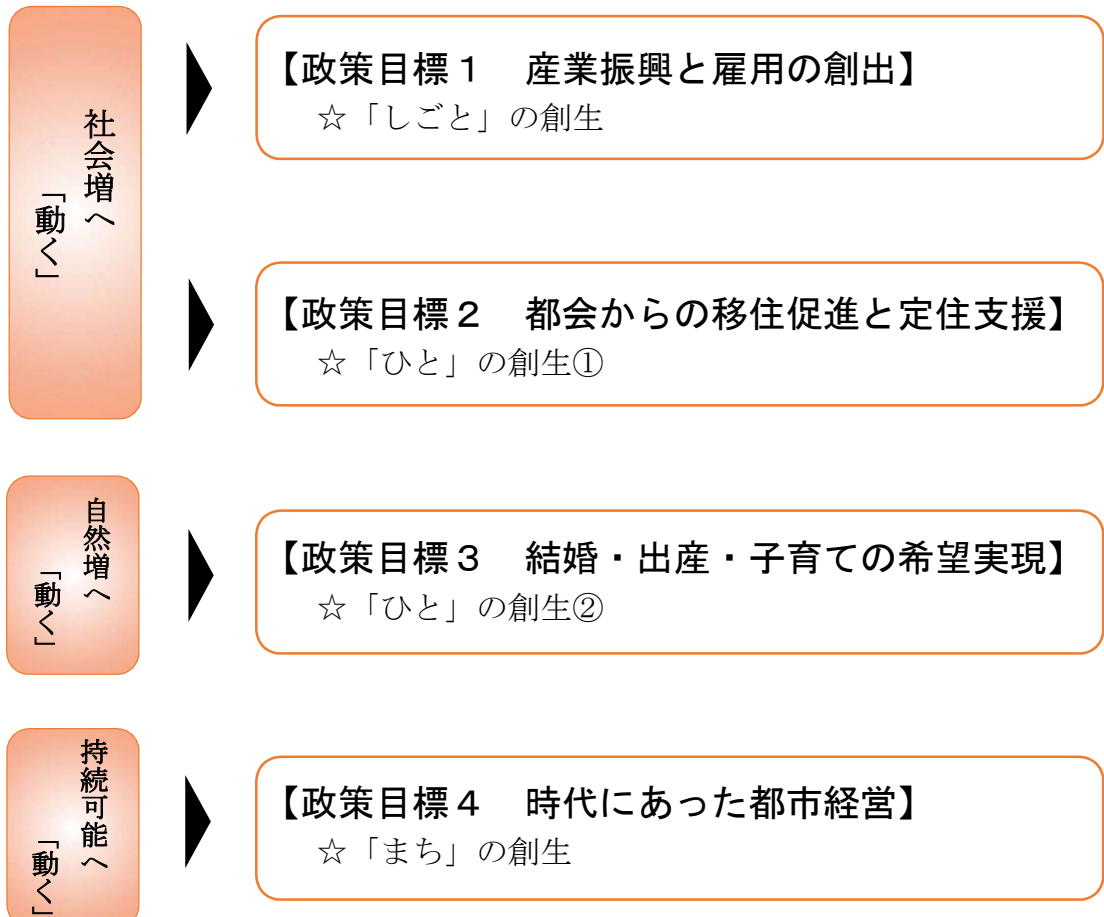 社会増へ
「動く」
【政策目標１　産業振興と雇用の創出】
☆「しごと」の創生
【政策目標２　都会からの移住促進と定住支援】
☆「ひと」の創生①
自然増へ
「動く」
【政策目標３　結婚・出産・子育ての希望実現】
☆「ひと」の創生②
持続可能へ
「動く」
【政策目標４　時代にあった都市経営】
☆「まち」の創生